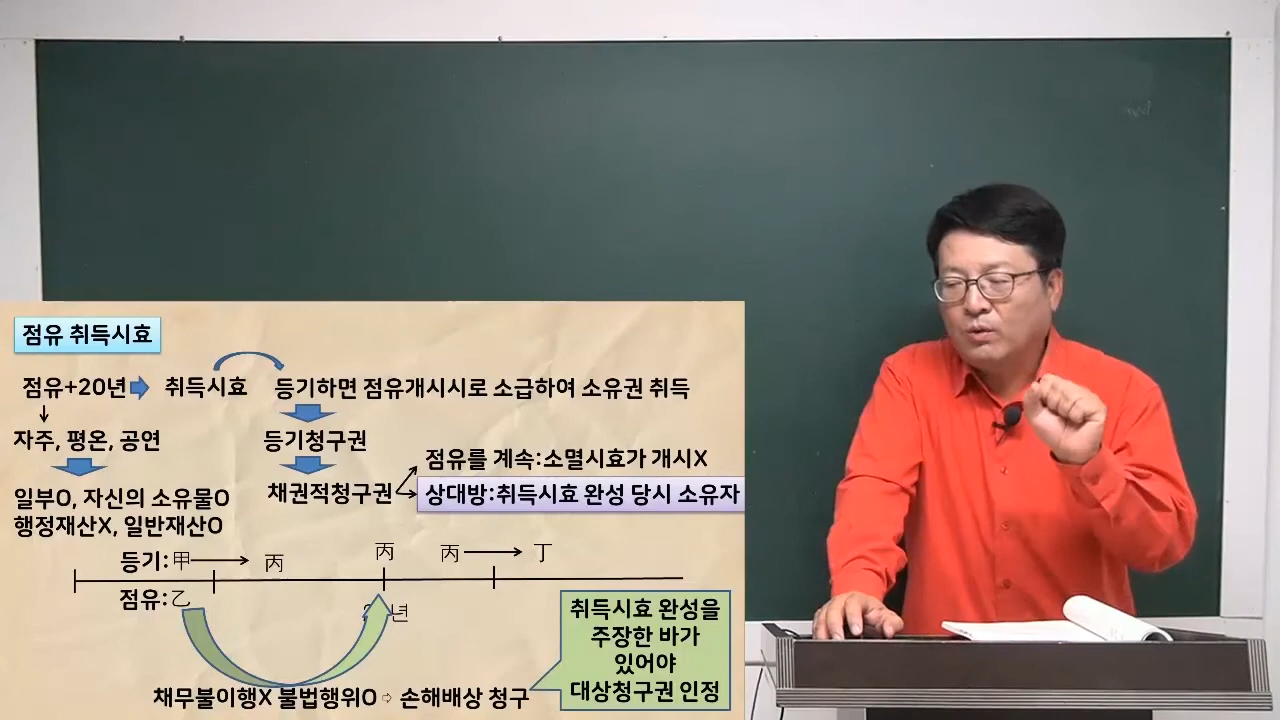 점유 취득시효
점유+20년 취득시효 등기하면 점유개시시로 소급하여 소유권 취득
자주, 평온, 공연
등기청구권
점유를 계속:소멸시효가 개시X
채권적청구권
상대방:취득시효 완성 당시 소유자
일부O, 자신의 소유물O
행정재산X, 일반재산O
등기:甲 丙 丙 丙 丁
점유:乙
년
취득시효 완성을
주장한 바가
있어야
대상청구권 인정
채무불이행X 불법행위O⇨손해배상 청구